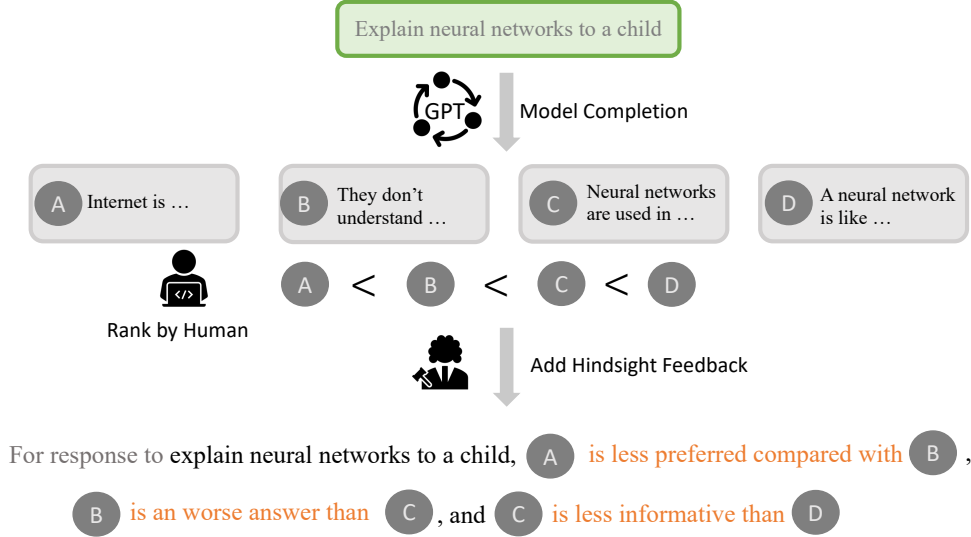 Explain neural networks to a child
GPT
Model Completion
A Internet is …
B They don’t
understand …
C Neural networks
are used in …
D A neural network
is like …
</>
Rank by Human
A < B < C < D
Add Hindsight Feedback
For response to explain neural networks to a child, A is less preferred compared with B ,
B is an worse answer than C , and C is less informative than D